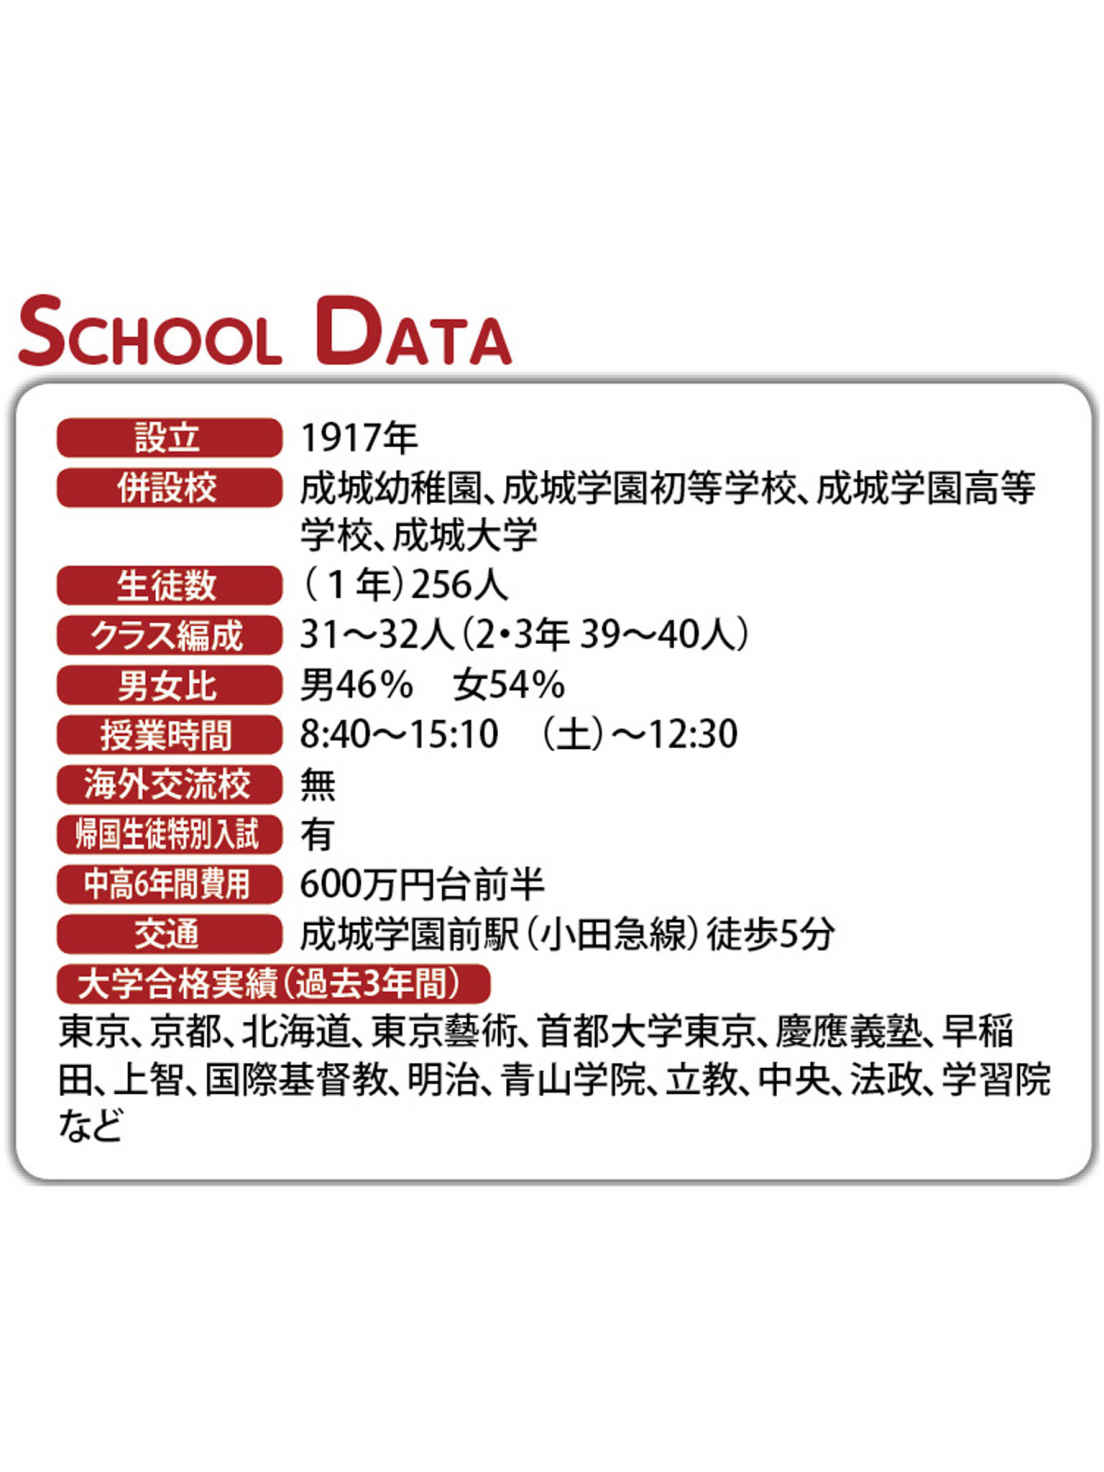 SCHOOL DATA
設立 1917年
併設校 成城幼稚園、成城学園初等学校、成城学園高等
学校、成城大学
生徒数 (1年)256人
クラス編成 31〜32人(2・3年 39〜40人)
男女比 男46% 女54%
授業時間 8:40〜15:10 (土)〜12:30
海外交流校 無
帰国生徒特別入試 有
中高6年間費用 600万円台前半
交通 成城学園前駅(小田急線)徒歩5分
大学合格実績(過去3年間)
東京、京都、北海道、東京藝術、首都大学東京、慶應義塾、早稲
田、上智、国際基督教、明治、青山学院、立教、中央、法政、学習院
など